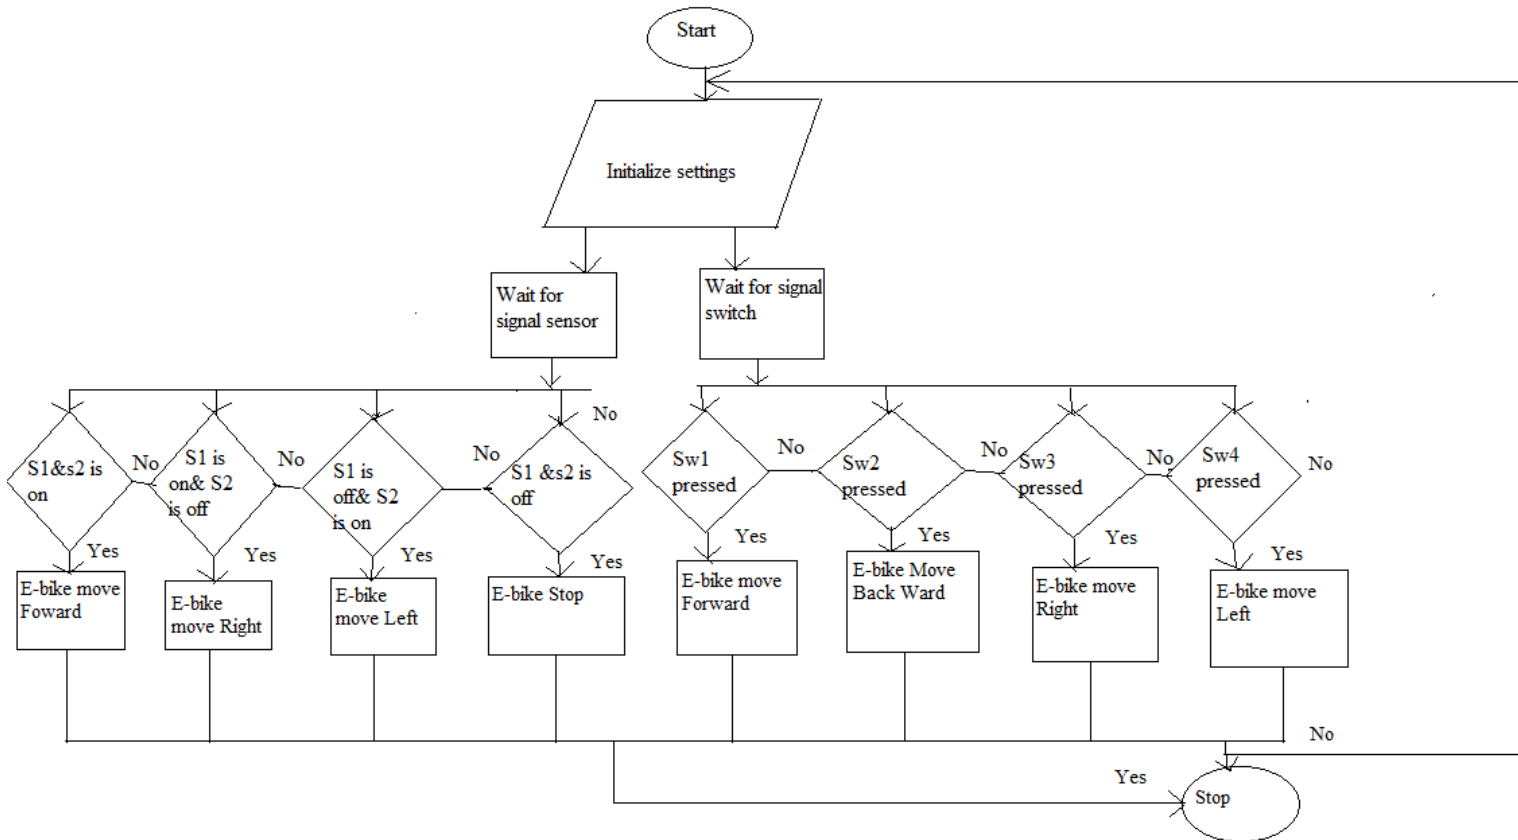 Start
Initialize settings
Wait for
signal sensor
Wait for signal
switch
No
S1&s2 is
on
No
S1 is
on& S2
is off
No
S1 is
off& S2
is on
No
S1 &s2 is
off
Sw1
pressed
No
Sw2
pressed
No
Sw3
pressed
No
Sw4
pressed
No
Yes
Yes
Yes
Yes
Yes
Yes
Yes
Yes
E-bike move
Foward
E-bike
move Right
E-bike
move Left
E-bike Stop
E-bike move
Forward
E-bike Move
Back Ward
E-bike move
Right
E-bike move
Left
No
Yes
Stop